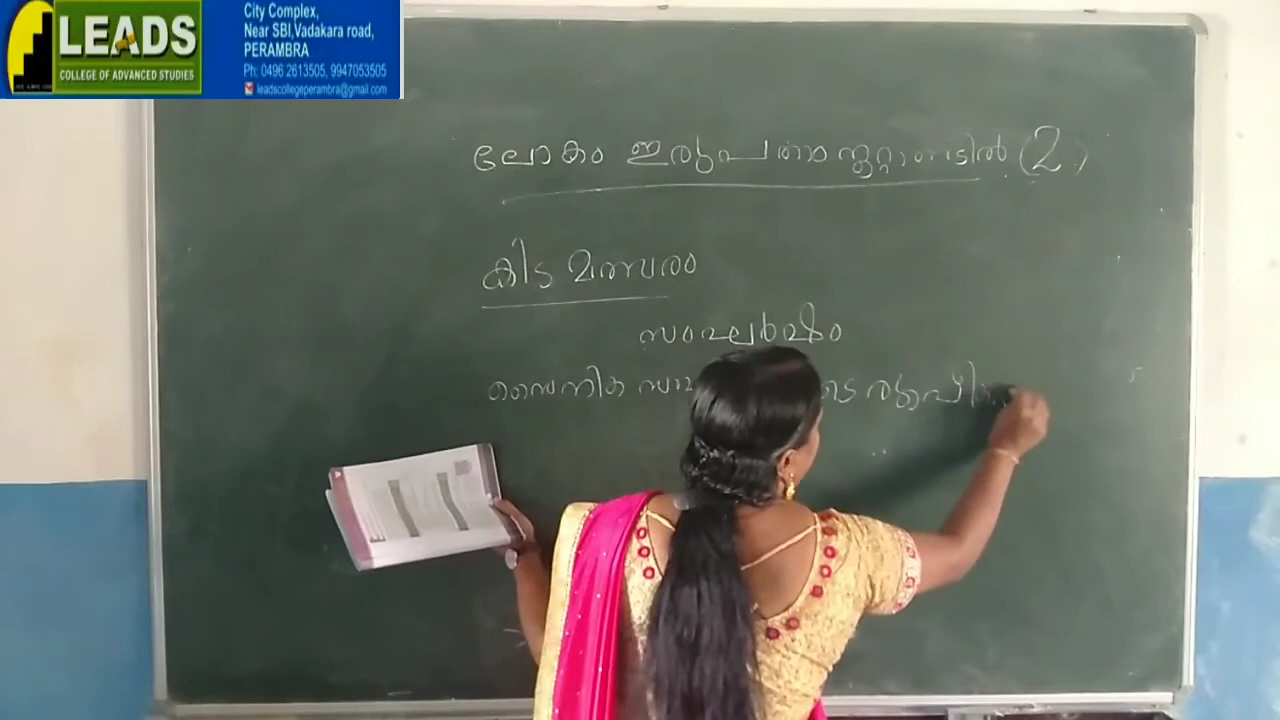 LEADS
COLLEGE OF ADVANCED STUDIES
City Complex,
Near SBI,Vadakara road,
PERAMBRA
Ph: 0496 2613505, 9947053505
leadscollegeperambra@gmail.com
ലോകം ഇരുപതാംനൂറ്റാണ്ടിൽ (2)
കിട മത്സരം
സംഘർഷം
സൈനിക